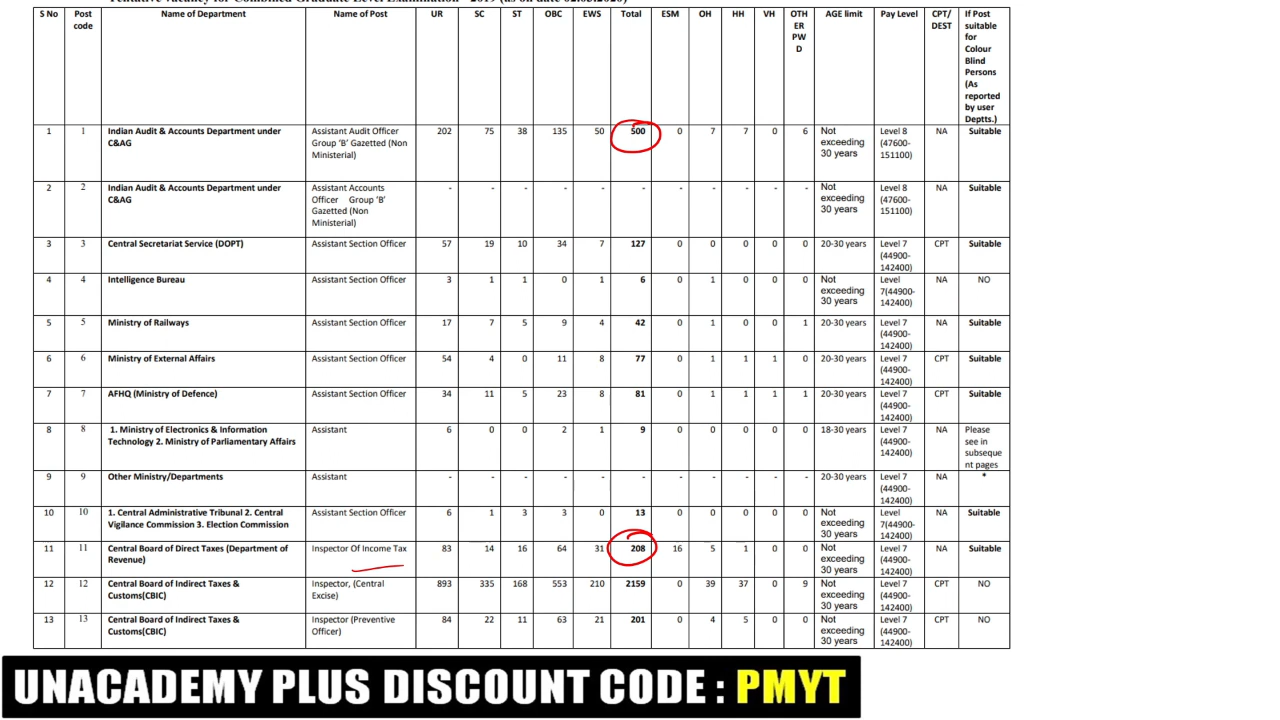 Tentative Vacancy for Combined Graduate Level Examination - 2019 (as on date 02.03.2020)
S No | Post code | Name of Department | Name of Post | UR | SC | ST | OBC | EWS | Total | ESM | OH | HH | VH | OTHER PWD | AGE limit | Pay Level | CPT/ DEST | If Post suitable for Colour Blind Persons (As reported by user Deptts.)
1 | 1 | Indian Audit & Accounts Department under C&AG | Assistant Audit Officer Group ‘B’ Gazetted (Non Ministerial) | 202 | 75 | 38 | 135 | 50 | 500 | 0 | 7 | 7 | 0 | 6 | Not exceeding 30 years | Level 8 (47600-151100) | NA | Suitable
2 | 2 | Indian Audit & Accounts Department under C&AG | Assistant Accounts Officer Group ‘B’ Gazetted (Non Ministerial) | - | - | - | - | - | - | - | - | - | - | - | Not exceeding 30 years | Level 8 (47600-151100) | NA | Suitable
3 | 3 | Central Secretariat Service (DOPT) | Assistant Section Officer | 57 | 19 | 10 | 34 | 7 | 127 | 0 | 0 | 0 | 0 | 0 | 20-30 years | Level 7 (44900-142400) | CPT | Suitable
4 | 4 | Intelligence Bureau | Assistant Section Officer | 3 | 1 | 1 | 0 | 1 | 6 | 0 | 1 | 0 | 0 | 0 | Not exceeding 30 years | Level 7(44900-142400) | NA | NO
5 | 5 | Ministry of Railways | Assistant Section Officer | 17 | 7 | 5 | 9 | 4 | 42 | 0 | 1 | 0 | 0 | 1 | 20-30 years | Level 7 (44900-142400) | NA | Suitable
6 | 6 | Ministry of External Affairs | Assistant Section Officer | 54 | 4 | 0 | 11 | 8 | 77 | 0 | 1 | 1 | 1 | 0 | 20-30 years | Level 7 (44900-142400) | CPT | Suitable
7 | 7 | AFHQ (Ministry of Defence) | Assistant Section Officer | 34 | 11 | 5 | 23 | 8 | 81 | 0 | 1 | 1 | 1 | 1 | 20-30 years | Level 7 (44900-142400) | CPT | Suitable
8 | 8 | 1. Ministry of Electronics & Information Technology 2. Ministry of Parliamentary Affairs | Assistant | 6 | 0 | 0 | 2 | 1 | 9 | 0 | 0 | 0 | 0 | 0 | 18-30 years | Level 7 (44900-142400) | NA | Please see in subsequent pages
9 | 9 | Other Ministry/Departments | Assistant | - | - | - | - | - | - | - | - | - | - | - | 20-30 years | Level 7 (44900-142400) | NA | *
10 | 10 | 1. Central Administrative Tribunal 2. Central Vigilance Commission 3. Election Commission | Assistant Section Officer | 6 | 1 | 3 | 3 | 0 | 13 | 0 | 0 | 0 | 0 | 0 | Not exceeding 30 years | Level 7(44900-142400) | NA | Suitable
11 | 11 | Central Board of Direct Taxes (Department of Revenue) | Inspector Of Income Tax | 83 | 14 | 16 | 64 | 31 | 208 | 16 | 5 | 1 | 0 | 0 | Not exceeding 30 years | Level 7 (44900-142400) | NA | Suitable
12 | 12 | Central Board of Indirect Taxes & Customs(CBIC) | Inspector, (Central Excise) | 893 | 335 | 168 | 553 | 210 | 2159 | 0 | 39 | 37 | 0 | 9 | Not exceeding 30 years | Level 7 (44900-142400) | CPT | NO
13 | 13 | Central Board of Indirect Taxes & Customs(CBIC) | Inspector (Preventive Officer) | 84 | 22 | 11 | 63 | 21 | 201 | 0 | 4 | 5 | 0 | 0 | Not exceeding 30 years | Level 7 (44900-142400) | CPT | NO
UNACADEMY PLUS DISCOUNT CODE : PMYT